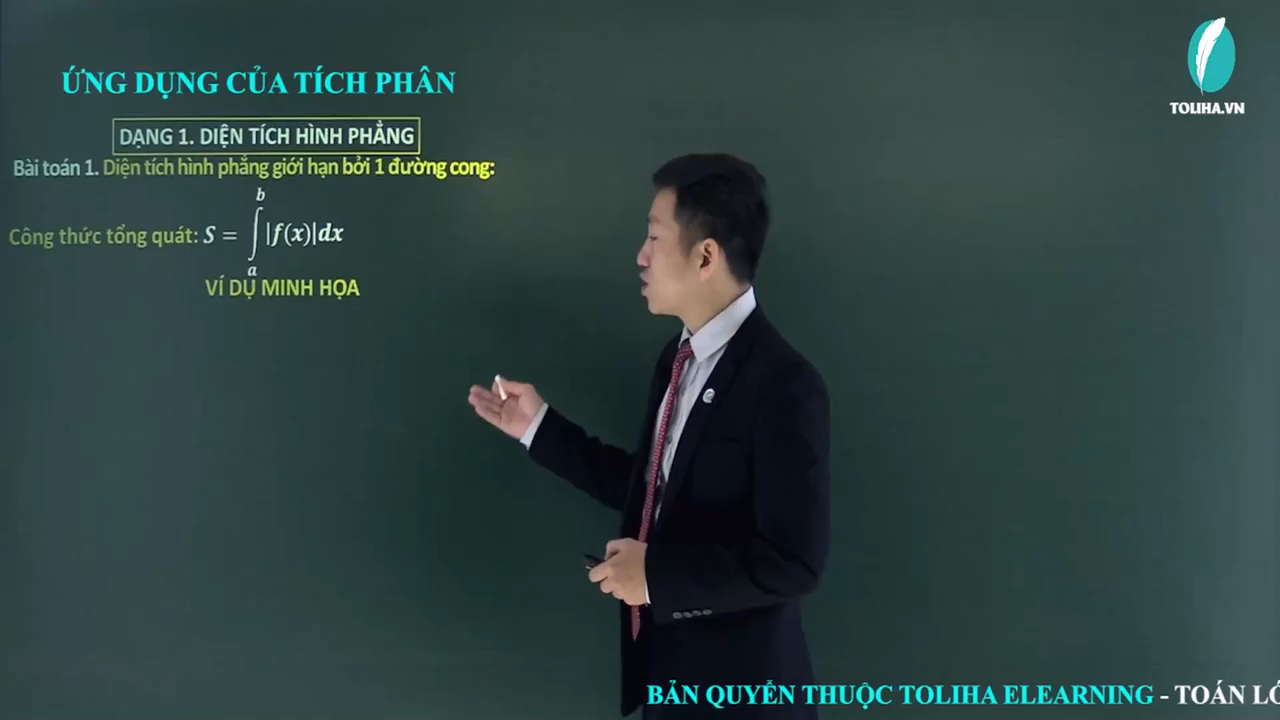 ỨNG DỤNG CỦA TÍCH PHÂN
TOLIHA.VN
DẠNG 1. DIỆN TÍCH HÌNH PHẲNG
Bài toán 1. Diện tích hình phẳng giới hạn bởi 1 đường cong:
Công thức tổng quát: S = ∫_a^b |f(x)|dx
VÍ DỤ MINH HỌA
BẢN QUYỄN THUỘC TOLIHA ELEARNING - TOÁN